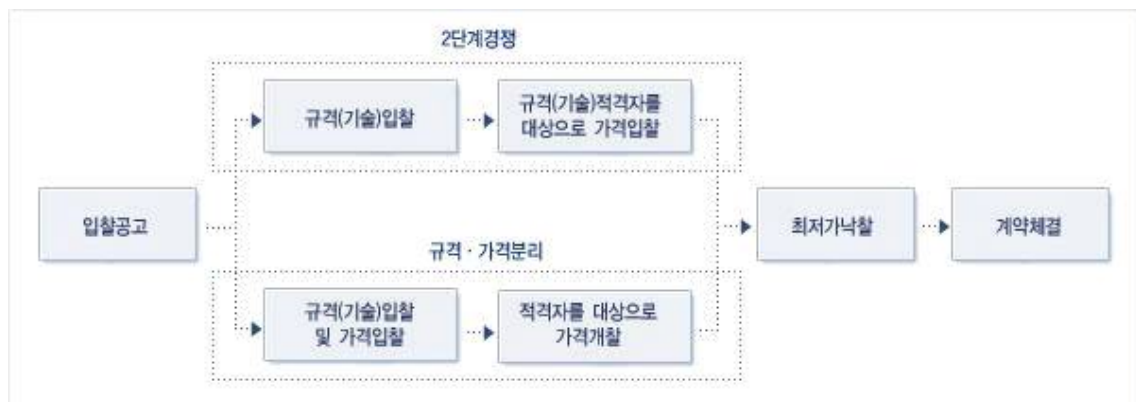 2단계경쟁
규격(기술)입찰
규격(기술)적격자를
대상으로 가격입찰
입찰공고
최저가낙찰
계약체결
규격 · 가격분리
규격(기술)입찰
및 가격입찰
적격자를 대상으로
가격개찰